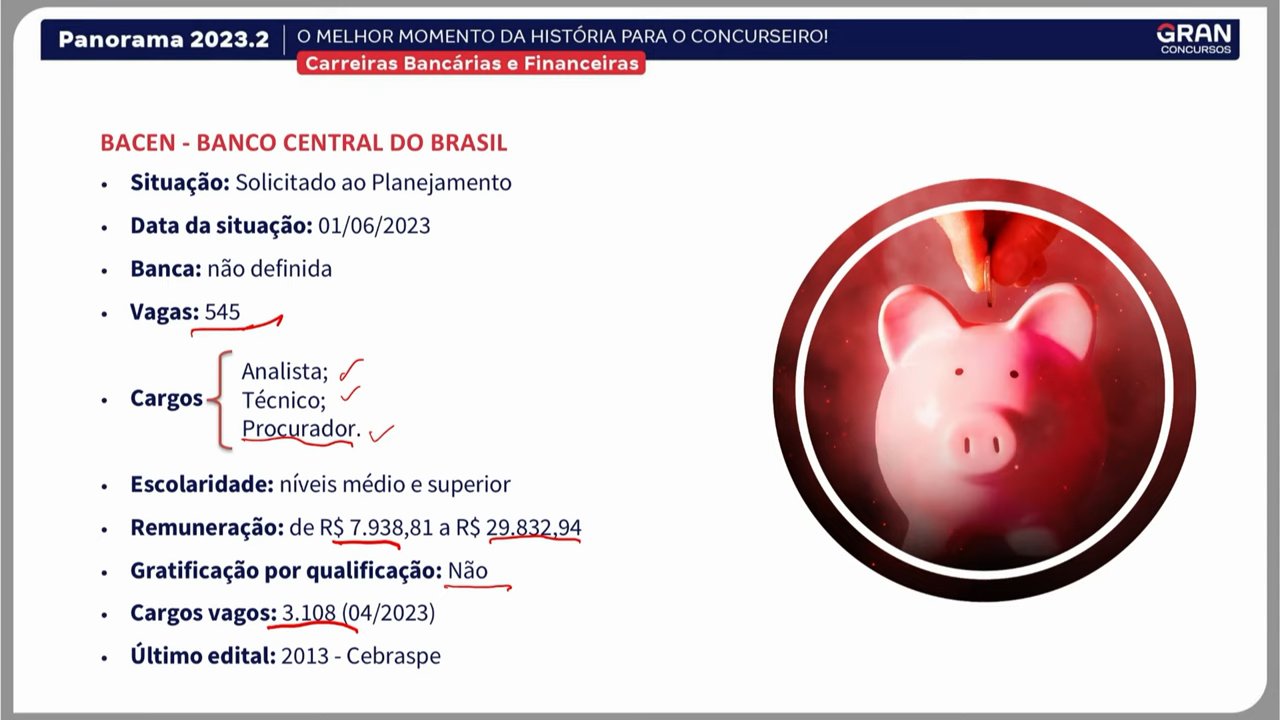 Panorama 2023.2
O MELHOR MOMENTO DA HISTÓRIA PARA O CONCURSEIRO!
Carreiras Bancárias e Financeiras
GRAN
CONCURSOS
BACEN - BANCO CENTRAL DO BRASIL
• Situação: Solicitado ao Planejamento
• Data da situação: 01/06/2023
• Banca: não definida
• Vagas: 545
• Cargos
Analista;
Técnico;
Procurador.
• Escolaridade: níveis médio e superior
• Remuneração: de R$ 7.938,81 a R$ 29.832,94
• Gratificação por qualificação: Não
• Cargos vagos: 3.108 (04/2023)
• Último edital: 2013 - Cebraspe